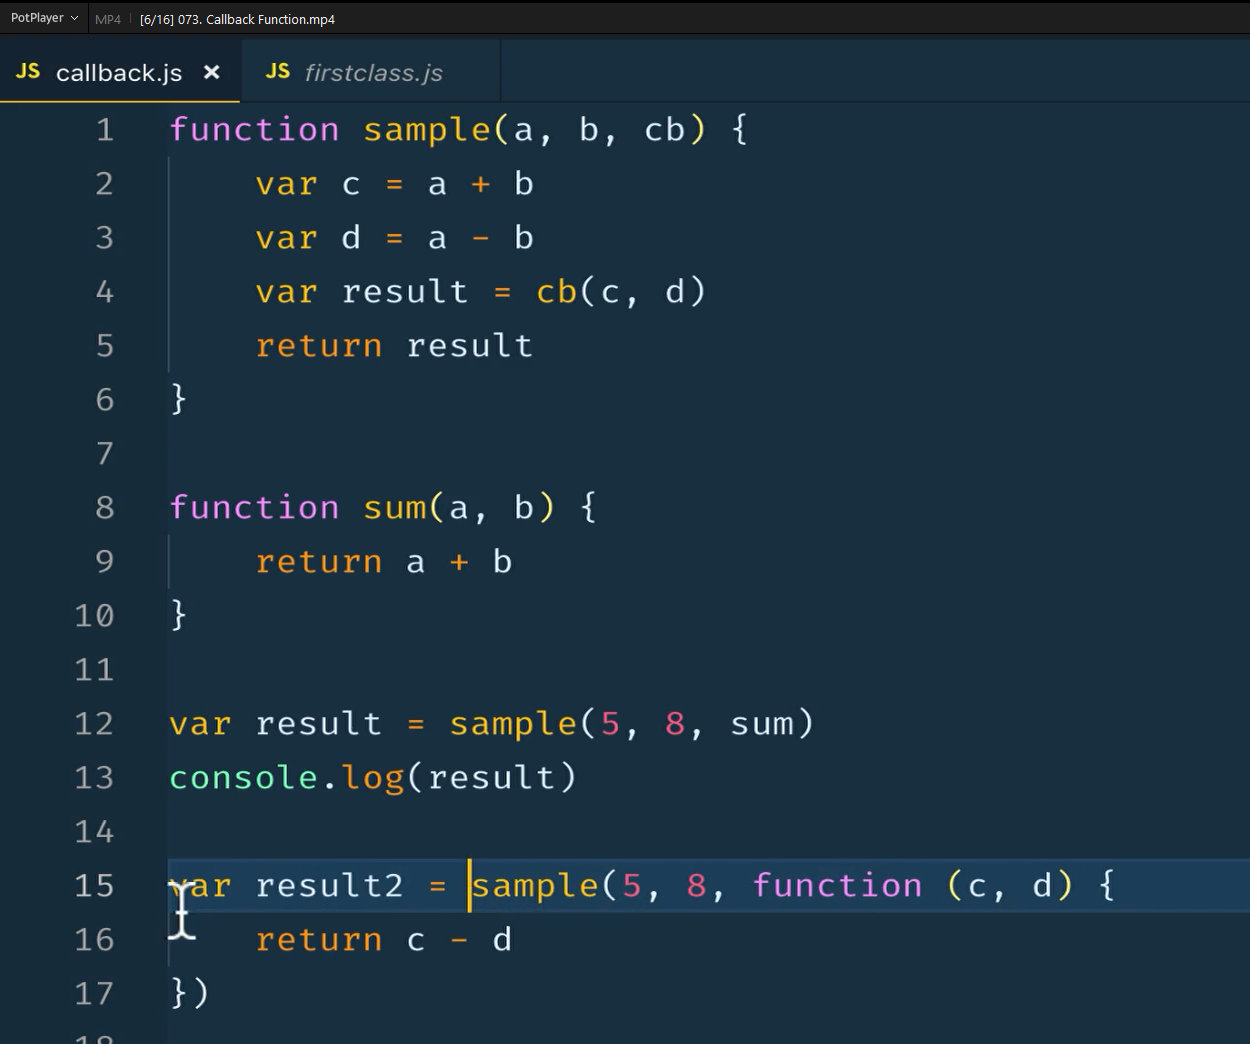 PotPlayer MP4 [6/16] 073. Callback Function.mp4
JS callback.js × JS firstclass.js
1 function sample(a, b, cb) {
2     var c = a + b
3     var d = a - b
4     var result = cb(c, d)
5     return result
6 }
7
8 function sum(a, b) {
9     return a + b
10 }
11
12 var result = sample(5, 8, sum)
13 console.log(result)
14
15 var result2 = sample(5, 8, function (c, d) {
16     return c - d
17 })
18